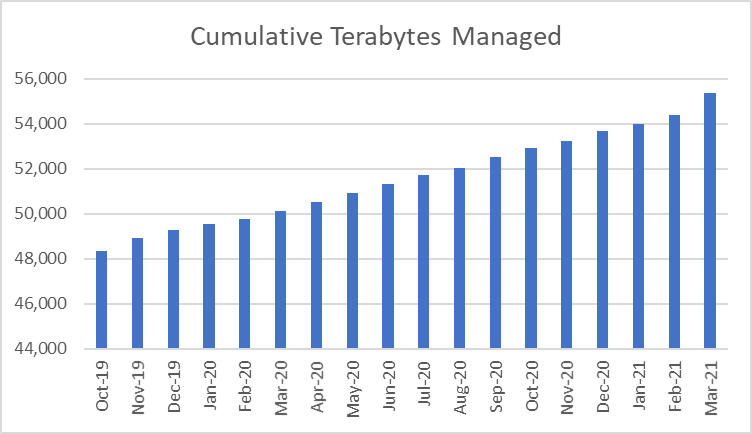 Cumulative Terabytes Managed
56,000
54,000
52,000
50,000
48,000
46,000
44,000
Oct-19
Nov-19
Dec-19
Jan-20
Feb-20
Mar-20
Apr-20
May-20
Jun-20
Jul-20
Aug-20
Sep-20
Oct-20
Nov-20
Dec-20
Jan-21
Feb-21
Mar-21